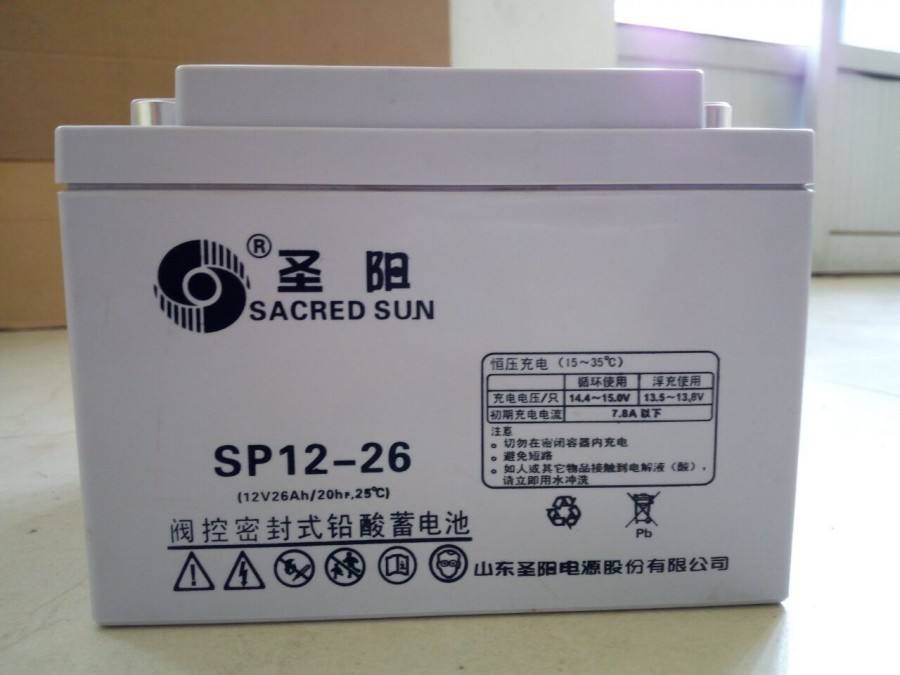 ® 圣阳
SACRED SUN
恒压充电 (15～35℃)
循环使用 浮充使用
充电电压/只 14.4～15.0V 13.5～13.8V
初期充电电流 7.8A 以下
注意
• 切勿在密闭容器内充电
• 避免短路
• 如人或其它物品接触到电解液（酸），
请立即用水冲洗
SP12-26
(12V26Ah/20hr,25℃)
Pb
阀控密封式铅酸蓄电池
山东圣阳电源股份有限公司